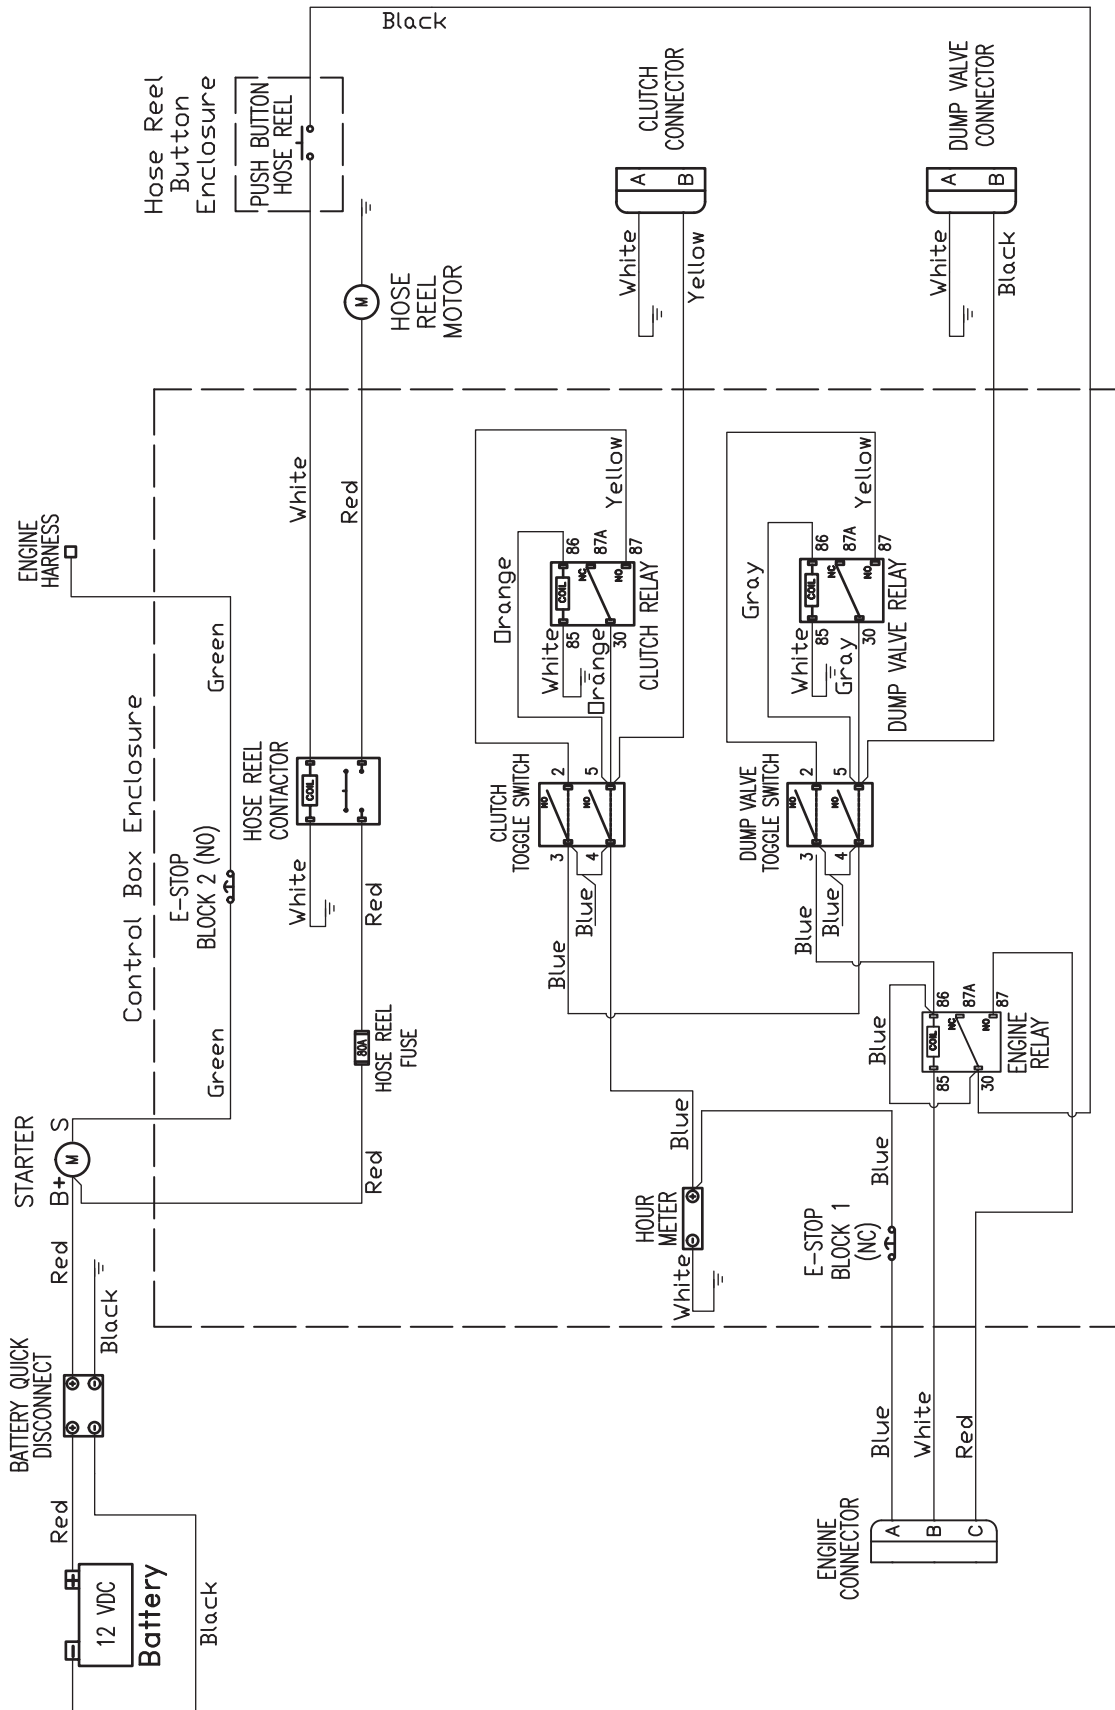 Battery
12 VDC
-
+
Red
Black
BATTERY QUICK
DISCONNECT
+
+
-
-
Red
Black
STARTER
B+
S
M
ENGINE
HARNESS
Control Box Enclosure
Green
Green
E-STOP
BLOCK 2 (NO)
Red
HOSE REEL
FUSE
80A
Red
White
HOSE REEL
CONTACTOR
COIL
White
Red
HOSE
REEL
MOTOR
M
Hose Reel
Button
Enclosure
PUSH BUTTON
HOSE REEL
Black
CLUTCH
TOGGLE SWITCH
NO
NO
3
2
4
5
Blue
Blue
Orange
White
Orange
85
86
COIL
NC
87A
30
NO
87
CLUTCH RELAY
Yellow
CLUTCH
CONNECTOR
A
B
White
Yellow
HOUR
METER
-
+
White
Blue
DUMP VALVE
TOGGLE SWITCH
NO
NO
3
2
4
5
Blue
Blue
Gray
White
Gray
85
86
COIL
NC
87A
30
NO
87
DUMP VALVE RELAY
Yellow
DUMP VALVE
CONNECTOR
A
B
White
Black
E-STOP
BLOCK 1
(NC)
Blue
Blue
85
86
COIL
NC
87A
30
NO
87
ENGINE
RELAY
ENGINE
CONNECTOR
A
B
C
Blue
White
Red